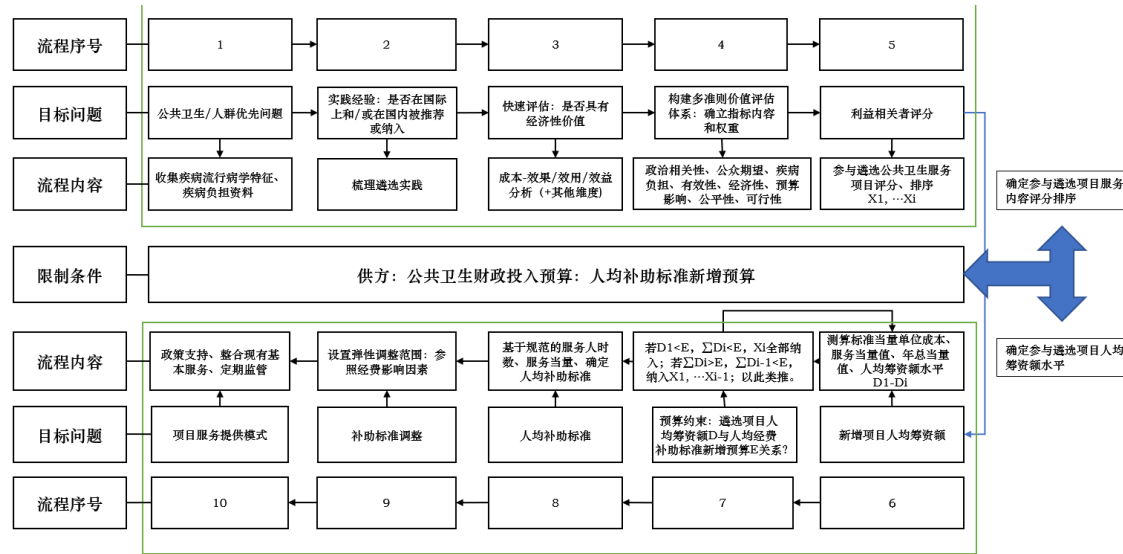 流程序号
1
2
3
4
5
目标问题
公共卫生/人群优先问题
实践经验：是否在国际
上和/或在国内被推荐
或纳入
快速评估：是否具有
经济性价值
构建多准则价值评估
体系：确立指标内容
和权重
利益相关者评分
流程内容
收集疾病流行病学特征、
疾病负担资料
梳理遴选实践
成本-效果/效用/效益
分析（+其他维度）
政治相关性、公众期望、疾病
负担、有效性、经济性、预算
影响、公平性、可行性
参与遴选公共卫生服务
项目评分、排序
X1, …Xi
确定参与遴选项目服务
内容评分排序
限制条件
供方：公共卫生财政投入预算：人均补助标准新增预算
流程内容
政策支持、整合现有基
本服务、定期监管
设置弹性调整范围：参
照经费影响因素
基于规范的服务人时
数、服务当量、确定
人均补助标准
若D1<E，∑Di<E，Xi全部纳
入；若∑Di>E，∑Di-1<E，
纳入X1, …Xi-1；以此类推。
测算标准当量单位成本、
服务当量值、年总当量
值、人均筹资额水平
D1-Di
确定参与遴选项目人均
筹资额水平
目标问题
项目服务提供模式
补助标准调整
人均补助标准
预算约束：遴选项目人
均筹资额D与人均经费
补助标准新增预算E关系？
新增项目人均筹资额
流程序号
10
9
8
7
6